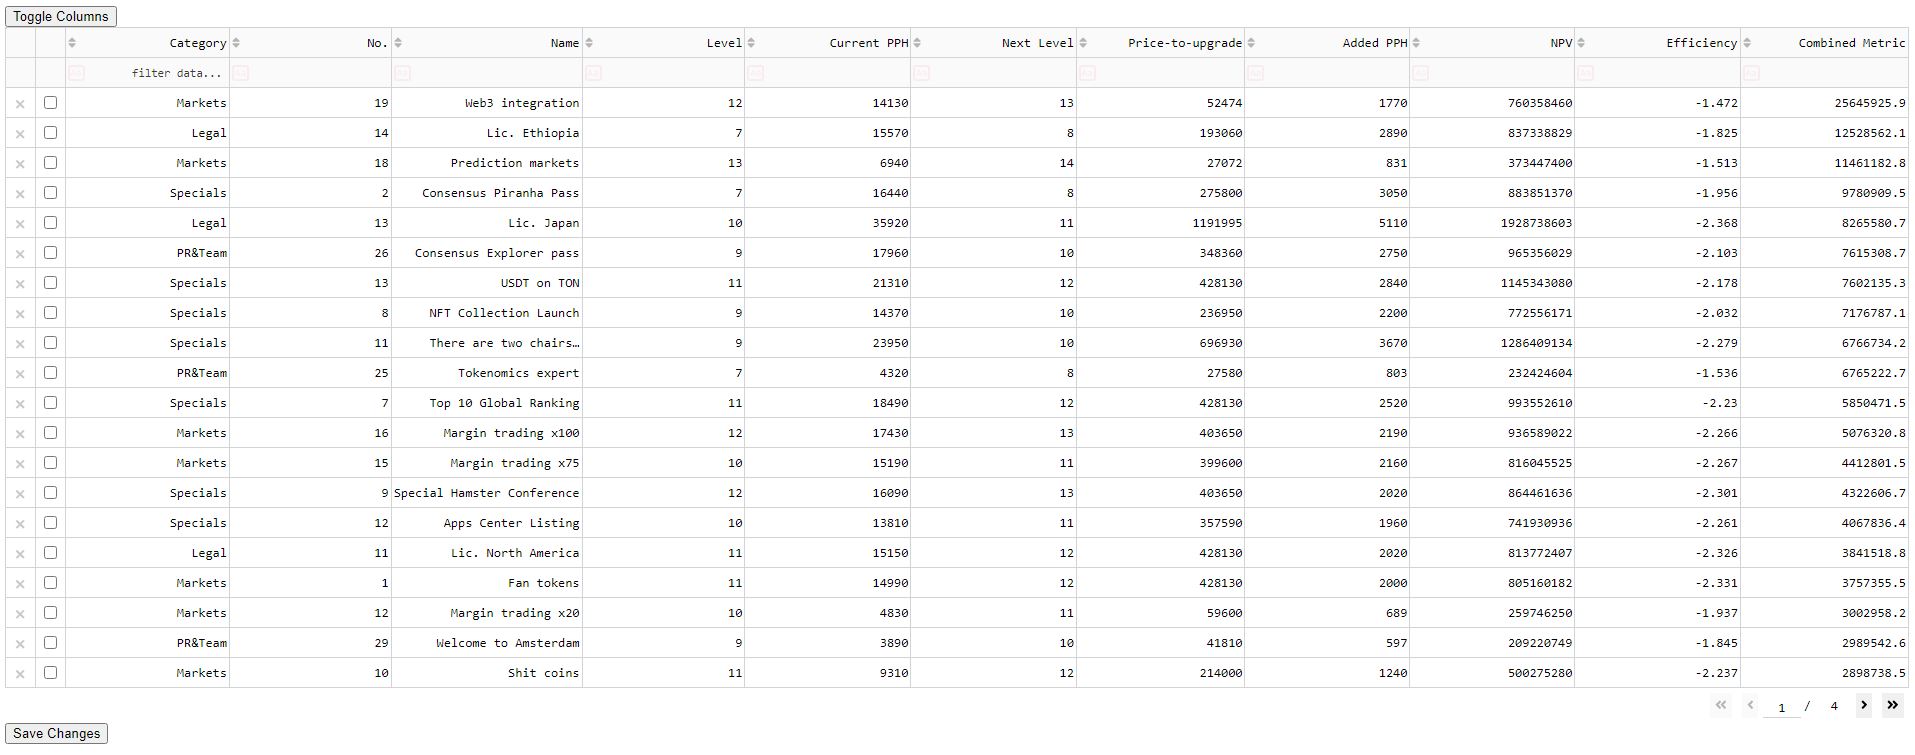 Toggle Columns
Category No. Name Level Current PPH Next Level Price-to-upgrade Added PPH NPV Efficiency Combined Metric
filter data...
Markets 19 Web3 integration 12 14130 13 52474 1770 760358460 -1.472 25645925.9
Legal 14 Lic. Ethiopia 7 15570 8 193060 2890 837338829 -1.825 12528562.1
Markets 18 Prediction markets 13 6940 14 27072 831 373447400 -1.513 11461182.8
Specials 2 Consensus Piranha Pass 7 16440 8 275800 3050 883851370 -1.956 9780909.5
Legal 13 Lic. Japan 10 35920 11 1191995 5110 1928738603 -2.368 8265580.7
PR&Team 26 Consensus Explorer pass 9 17960 10 348360 2750 965356029 -2.103 7615308.7
Specials 13 USDT on TON 11 21310 12 428130 2840 1145343080 -2.178 7602135.3
Specials 8 NFT Collection Launch 9 14370 10 236950 2200 772556171 -2.032 7176787.1
Specials 11 There are two chairs… 9 23950 10 696930 3670 1286409134 -2.279 6766734.2
PR&Team 25 Tokenomics expert 7 4320 8 27580 803 232424604 -1.536 6765222.7
Specials 7 Top 10 Global Ranking 11 18490 12 428130 2520 993552610 -2.23 5850471.5
Markets 16 Margin trading x100 12 17430 13 403650 2190 936589022 -2.266 5076320.8
Markets 15 Margin trading x75 10 15190 11 399600 2160 816045525 -2.267 4412801.5
Specials 9 Special Hamster Conference 12 16090 13 403650 2020 864461636 -2.301 4322606.7
Specials 12 Apps Center Listing 10 13810 11 357590 1960 741930936 -2.261 4067836.4
Legal 11 Lic. North America 11 15150 12 428130 2020 813772407 -2.326 3841518.8
Markets 1 Fan tokens 11 14990 12 428130 2000 805160182 -2.331 3757355.5
Markets 12 Margin trading x20 10 4830 11 59600 689 259746250 -1.937 3002958.2
PR&Team 29 Welcome to Amsterdam 9 3890 10 41810 597 209220749 -1.845 2989542.6
Markets 10 Shit coins 11 9310 12 214000 1240 500275280 -2.237 2898738.5
1 / 4
Save Changes